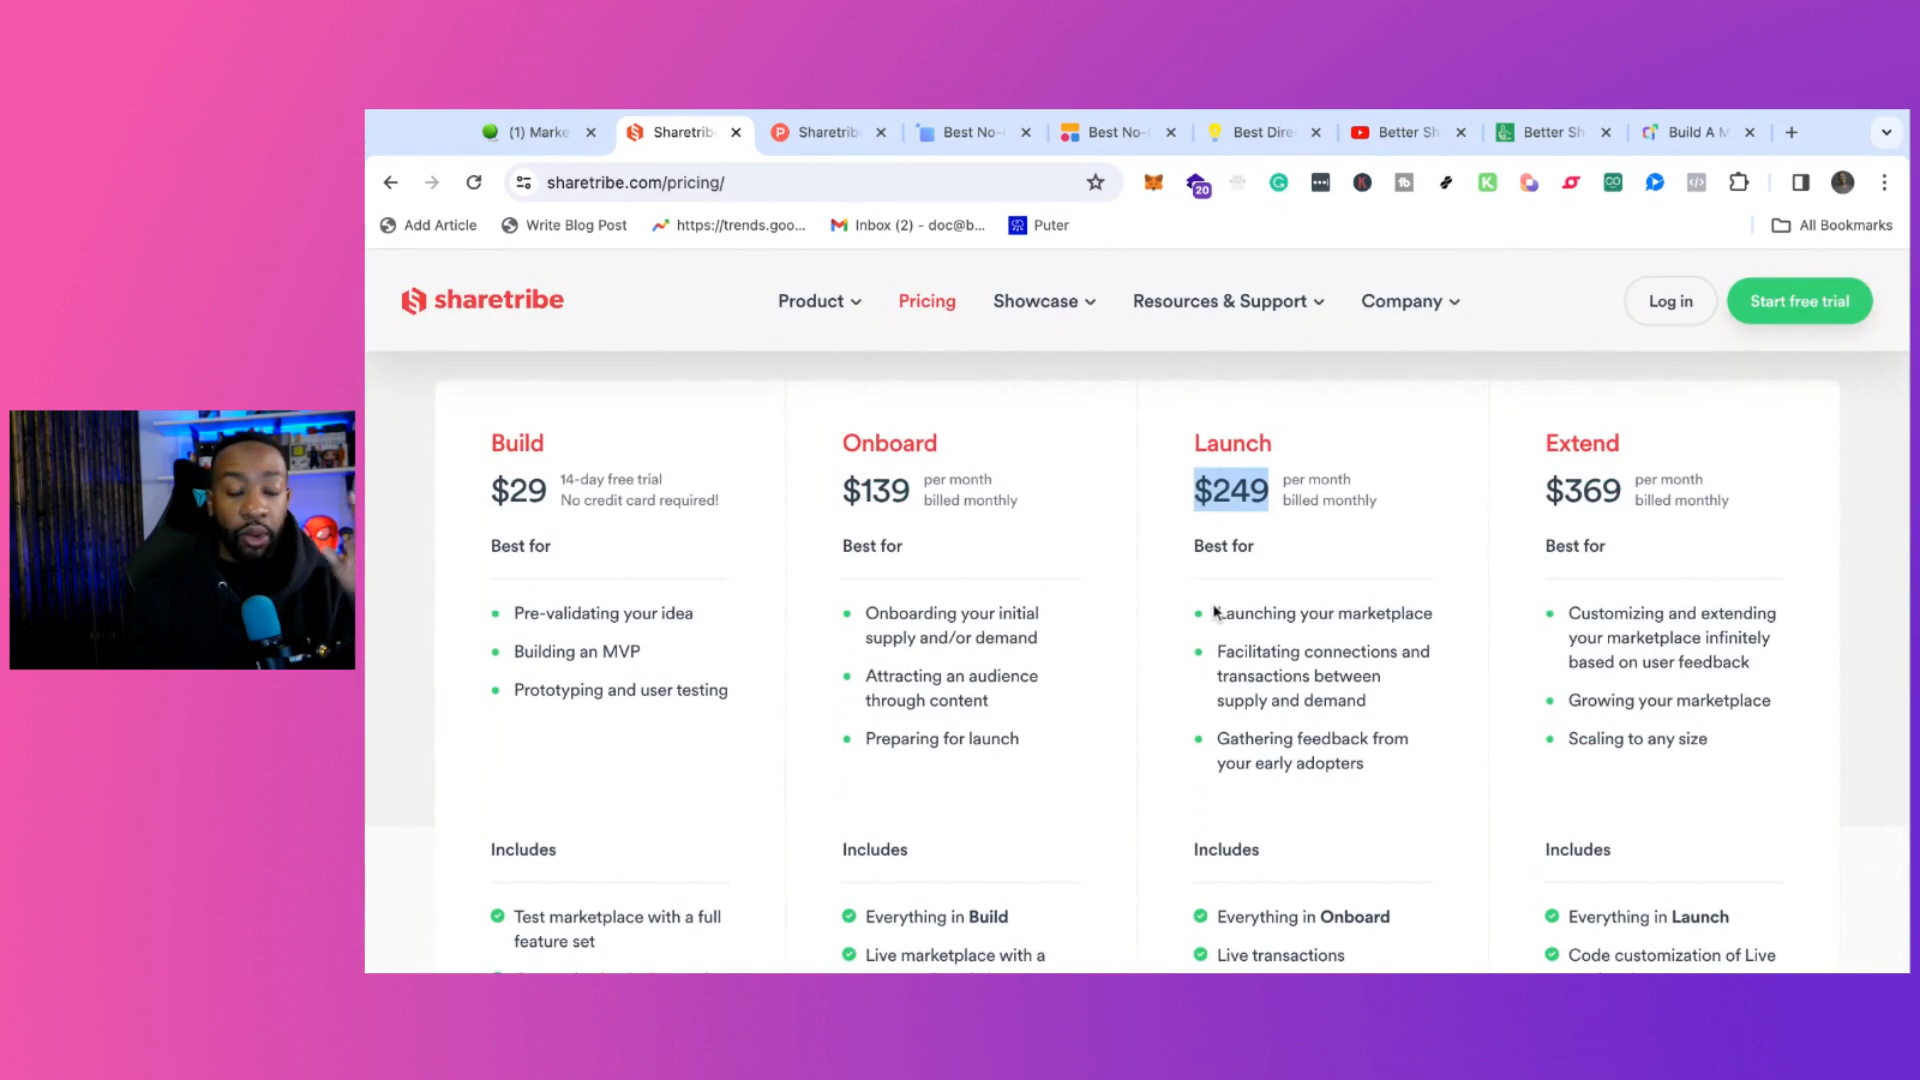 (1) Marke
Sharetrib
Sharetrib
Best No-
Best No-
Best Dire
Better Sh
Better Sh
Build A M
sharetribe.com/pricing/
20
Add Article
Write Blog Post
https://trends.goo...
Inbox (2) - doc@b...
Puter
All Bookmarks
sharetribe
Product
Pricing
Showcase
Resources & Support
Company
Log in
Start free trial
Build
$29
14-day free trial
No credit card required!
Best for
Pre-validating your idea
Building an MVP
Prototyping and user testing
Includes
Test marketplace with a full
feature set
Onboard
$139
per month
billed monthly
Best for
Onboarding your initial
supply and/or demand
Attracting an audience
through content
Preparing for launch
Includes
Everything in Build
Live marketplace with a
Launch
$249
per month
billed monthly
Best for
Launching your marketplace
Facilitating connections and
transactions between
supply and demand
Gathering feedback from
your early adopters
Includes
Everything in Onboard
Live transactions
Extend
$369
per month
billed monthly
Best for
Customizing and extending
your marketplace infinitely
based on user feedback
Growing your marketplace
Scaling to any size
Includes
Everything in Launch
Code customization of Live